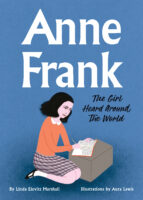 Anne
Frank
The Girl
Heard Around
The World
By Linda Elovitz Marshall
Illustrations by Aura Lewis